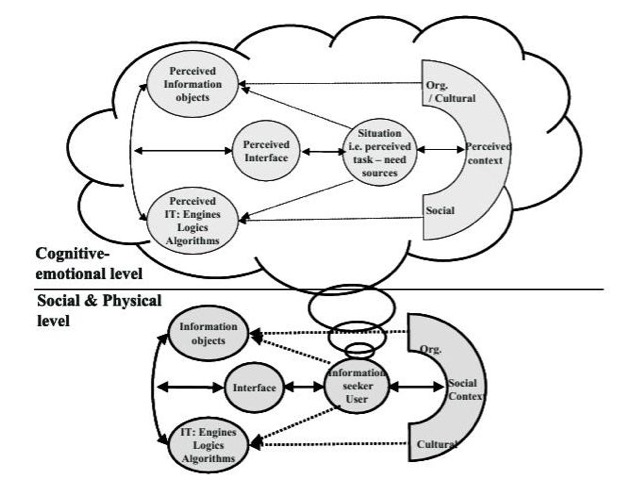 Perceived
Information
objects
Org.
/ Cultural
Perceived
Interface
Situation
i.e. perceived
task – need
sources
Perceived
context
Perceived
IT: Engines
Logics
Algorithms
Social
Cognitive-
emotional level
Social & Physical
level
Information
objects
Org.
Interface
Information
seeker
User
Social
Context
IT: Engines
Logics
Algorithms
Cultural